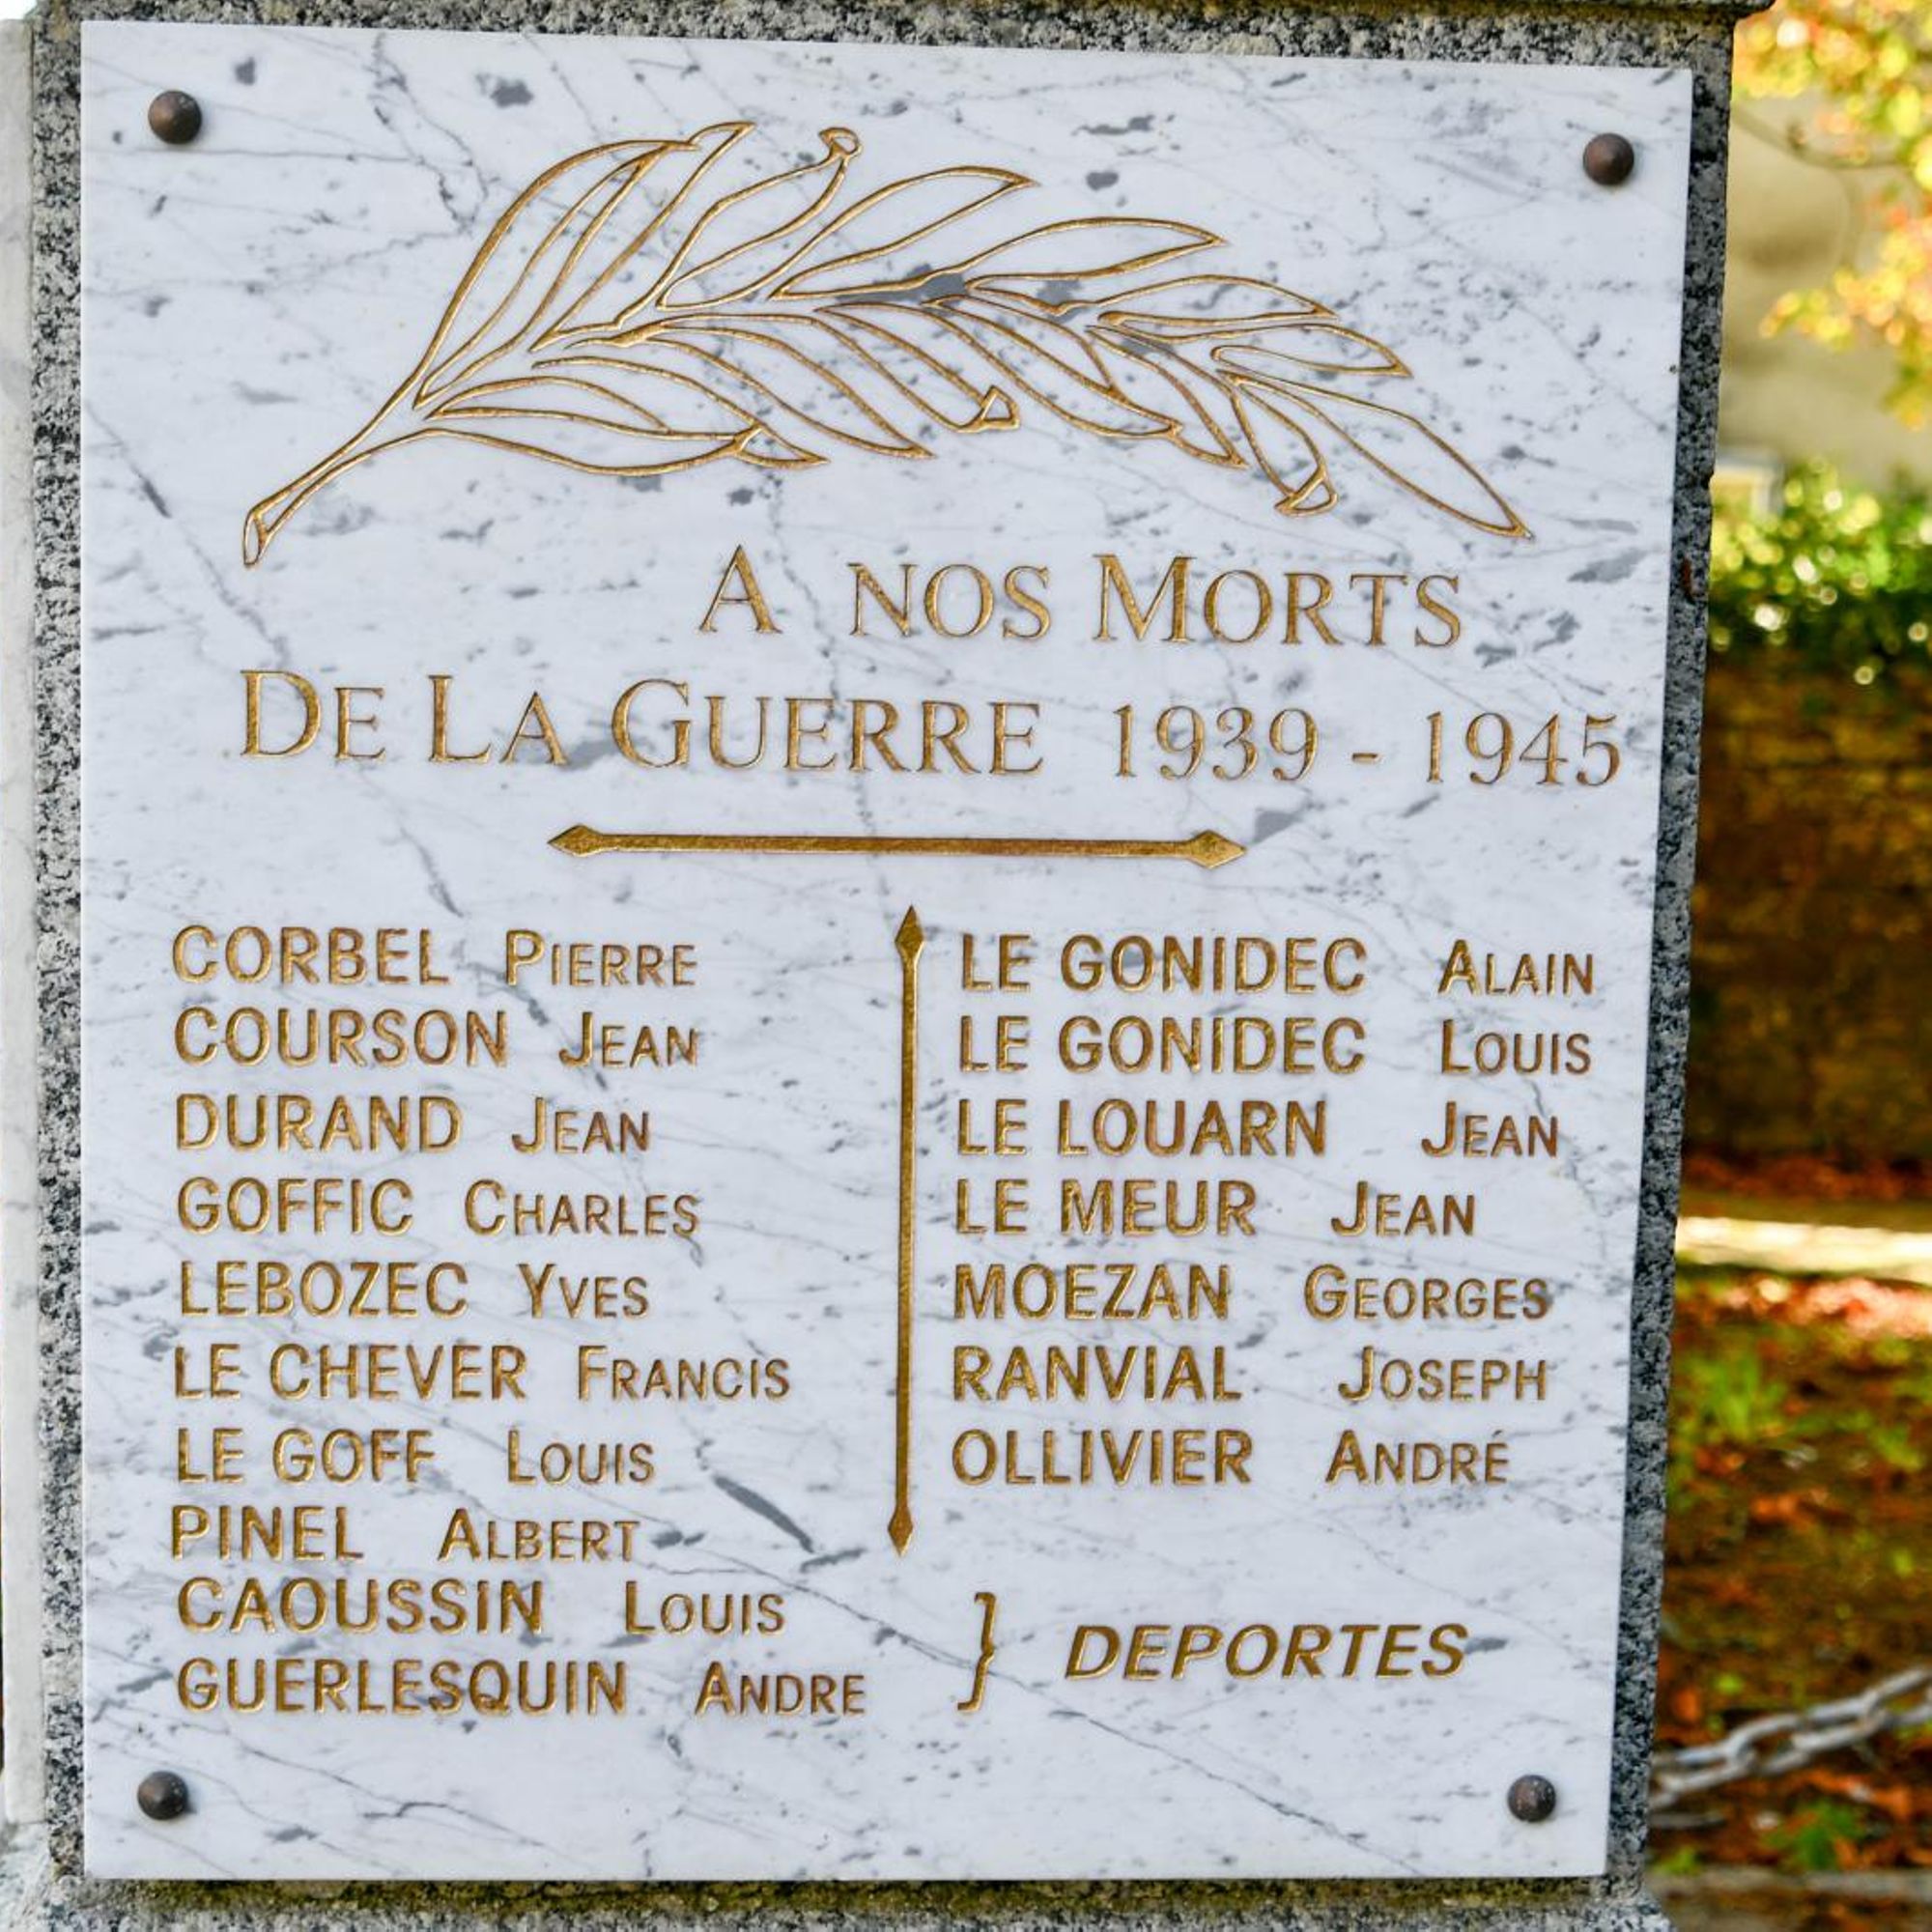 A NOS MORTS
DE LA GUERRE 1939 - 1945
CORBEL PIERRE
COURSON JEAN
DURAND JEAN
GOFFIC CHARLES
LEBOZEC YVES
LE CHEVER FRANCIS
LE GOFF LOUIS
PINEL ALBERT
CAOUSSIN LOUIS
GUERLESQUIN ANDRE
} DEPORTES
LE GONIDEC ALAIN
LE GONIDEC LOUIS
LE LOUARN JEAN
LE MEUR JEAN
MOEZAN GEORGES
RANVIAL JOSEPH
OLLIVIER ANDRÉ